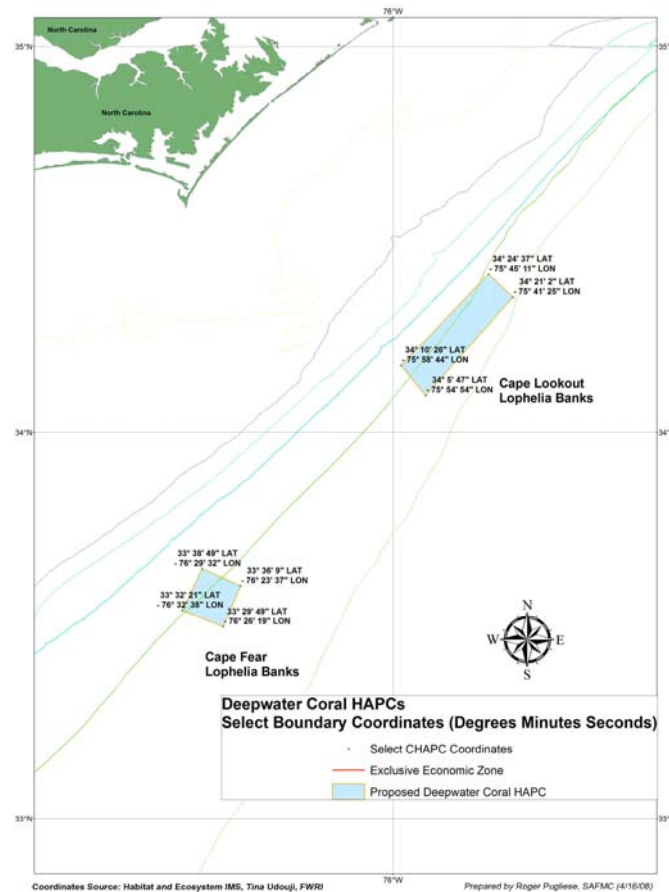 76°W
North Carolina
35°N
35°
North Carolina
34° 24' 37" LAT
- 75° 45' 11" LON
34° 21' 2" LAT
- 75° 41' 25" LON
34° 10' 26" LAT
- 75° 58' 44" LON
34° 5' 47" LAT
- 75° 54' 54" LON
Cape Lookout
Lophelia Banks
34°N
34°
33° 38' 49" LAT
- 76° 29' 32" LON
33° 36' 9" LAT
- 76° 23' 37" LON
33° 32' 21" LAT
- 76° 32' 38" LON
33° 29' 49" LAT
- 76° 26' 19" LON
Cape Fear
Lophelia Banks
N
W
E
S
Deepwater Coral HAPCs
Select Boundary Coordinates (Degrees Minutes Seconds)
Select CHAPC Coordinates
Exclusive Economic Zone
Proposed Deepwater Coral HAPC
33°N
33°
76°W
Coordinates Source: Habitat and Ecosystem IMS, Tina Udouji, FWRI
Prepared by Roger Pugliese, SAFMC (4/16/08)